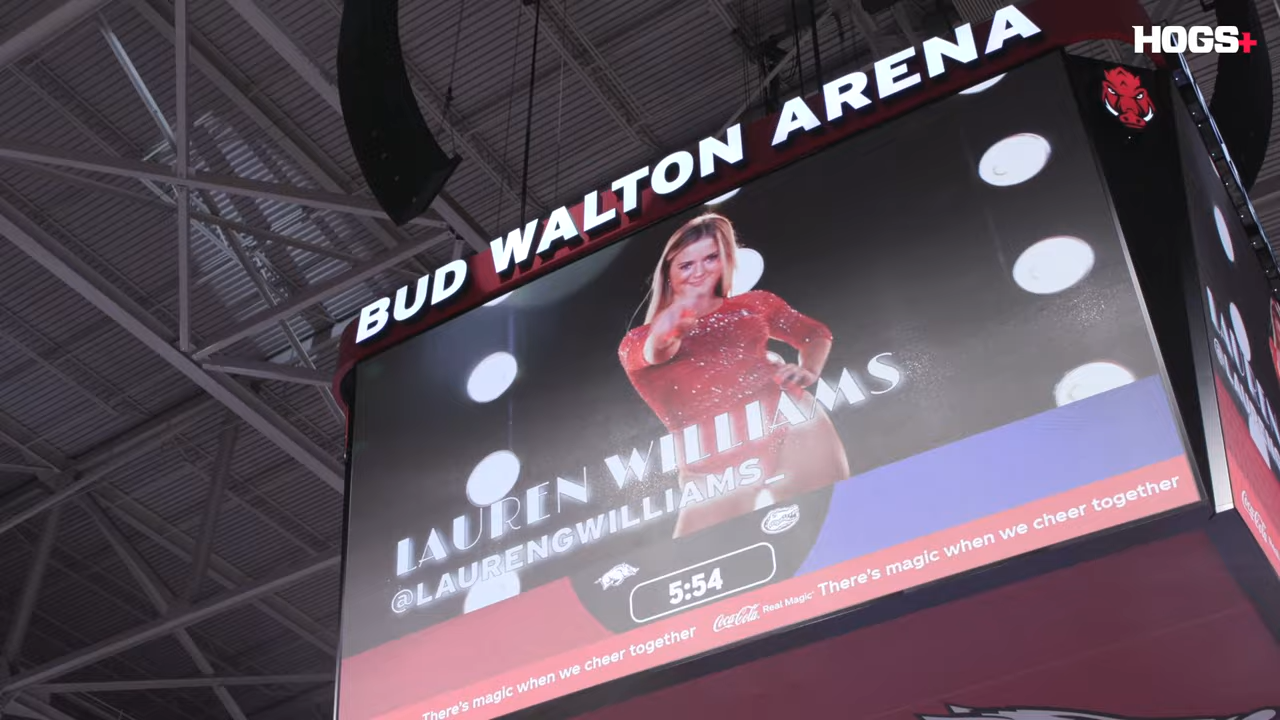 HOGS+
BUD WALTON ARENA
LAUREN WILLIAMS
@LAURENGWILLIAMS_
5:54
There's magic when we cheer together Coca-Cola Real Magic There's magic when we cheer together